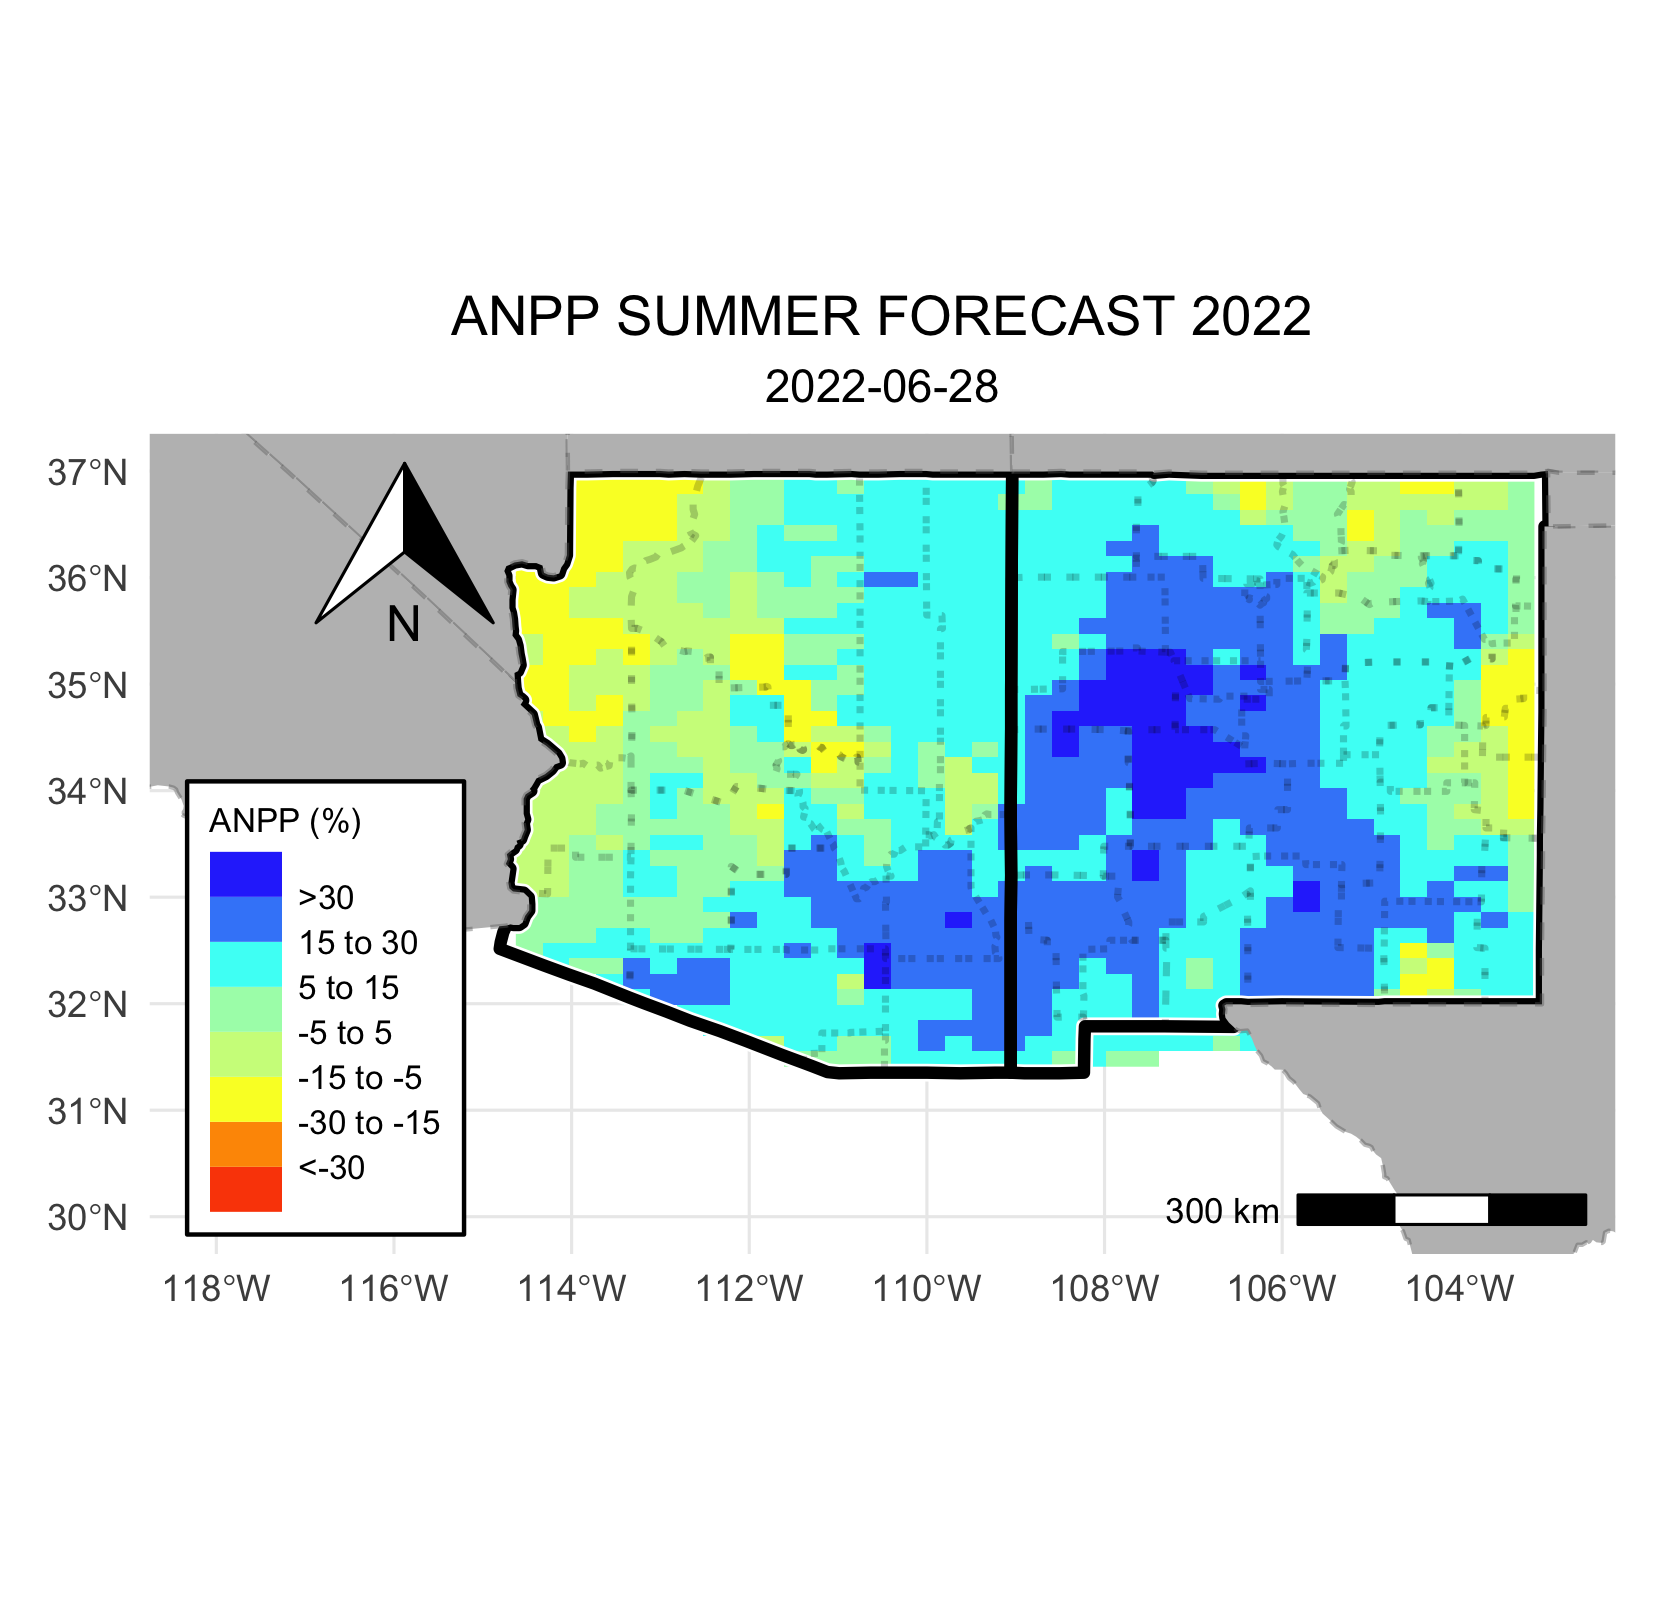 ANPP SUMMER FORECAST 2022
2022-06-28
37°N
36°N
35°N
34°N
33°N
32°N
31°N
30°N
N
ANPP (%)
>30
15 to 30
5 to 15
-5 to 5
-15 to -5
-30 to -15
<-30
300 km
118°W
116°W
114°W
112°W
110°W
108°W
106°W
104°W